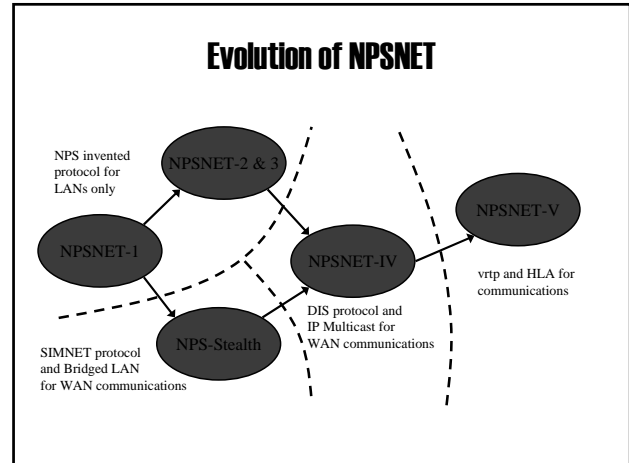 Evolution of NPSNET
NPS invented
protocol for
LANs only
NPSNET-2 & 3
NPSNET-1
NPS-Stealth
SIMNET protocol
and Bridged LAN
for WAN communications
NPSNET-IV
DIS protocol and
IP Multicast for
WAN communications
NPSNET-V
vrtp and HLA for
communications